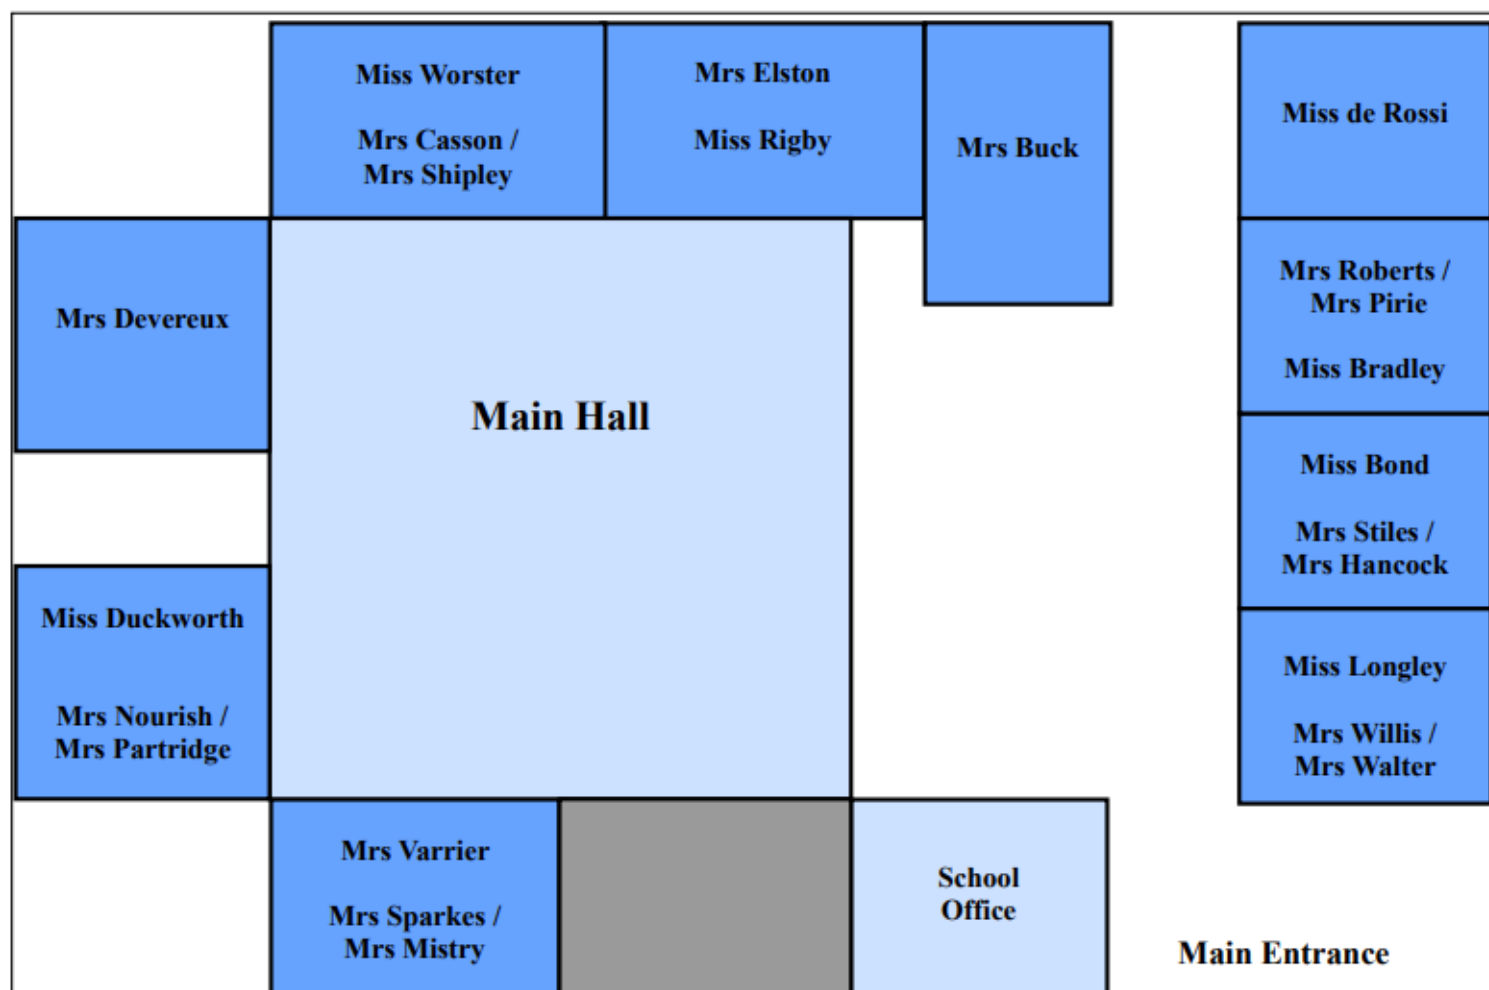 Miss Worster
Mrs Casson /
Mrs Shipley
Mrs Elston
Miss Rigby
Mrs Buck
Miss de Rossi
Mrs Devereux
Main Hall
Mrs Roberts /
Mrs Pirie
Miss Bradley
Miss Bond
Mrs Stiles /
Mrs Hancock
Miss Duckworth
Mrs Nourish /
Mrs Partridge
Miss Longley
Mrs Willis /
Mrs Walter
Mrs Varrier
Mrs Sparkes /
Mrs Mistry
School
Office
Main Entrance